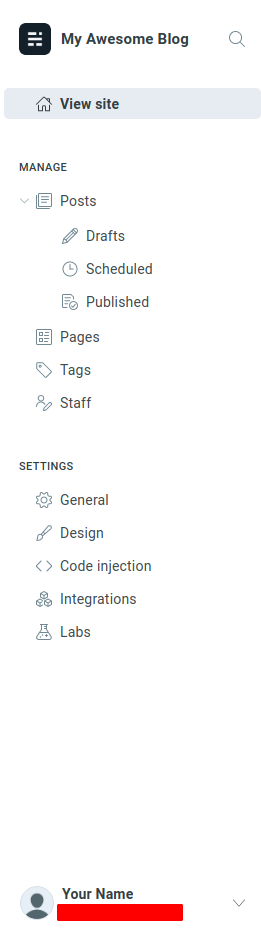 My Awesome Blog
View site
MANAGE
Posts
Drafts
Scheduled
Published
Pages
Tags
Staff
SETTINGS
General
Design
Code injection
Integrations
Labs
Your Name